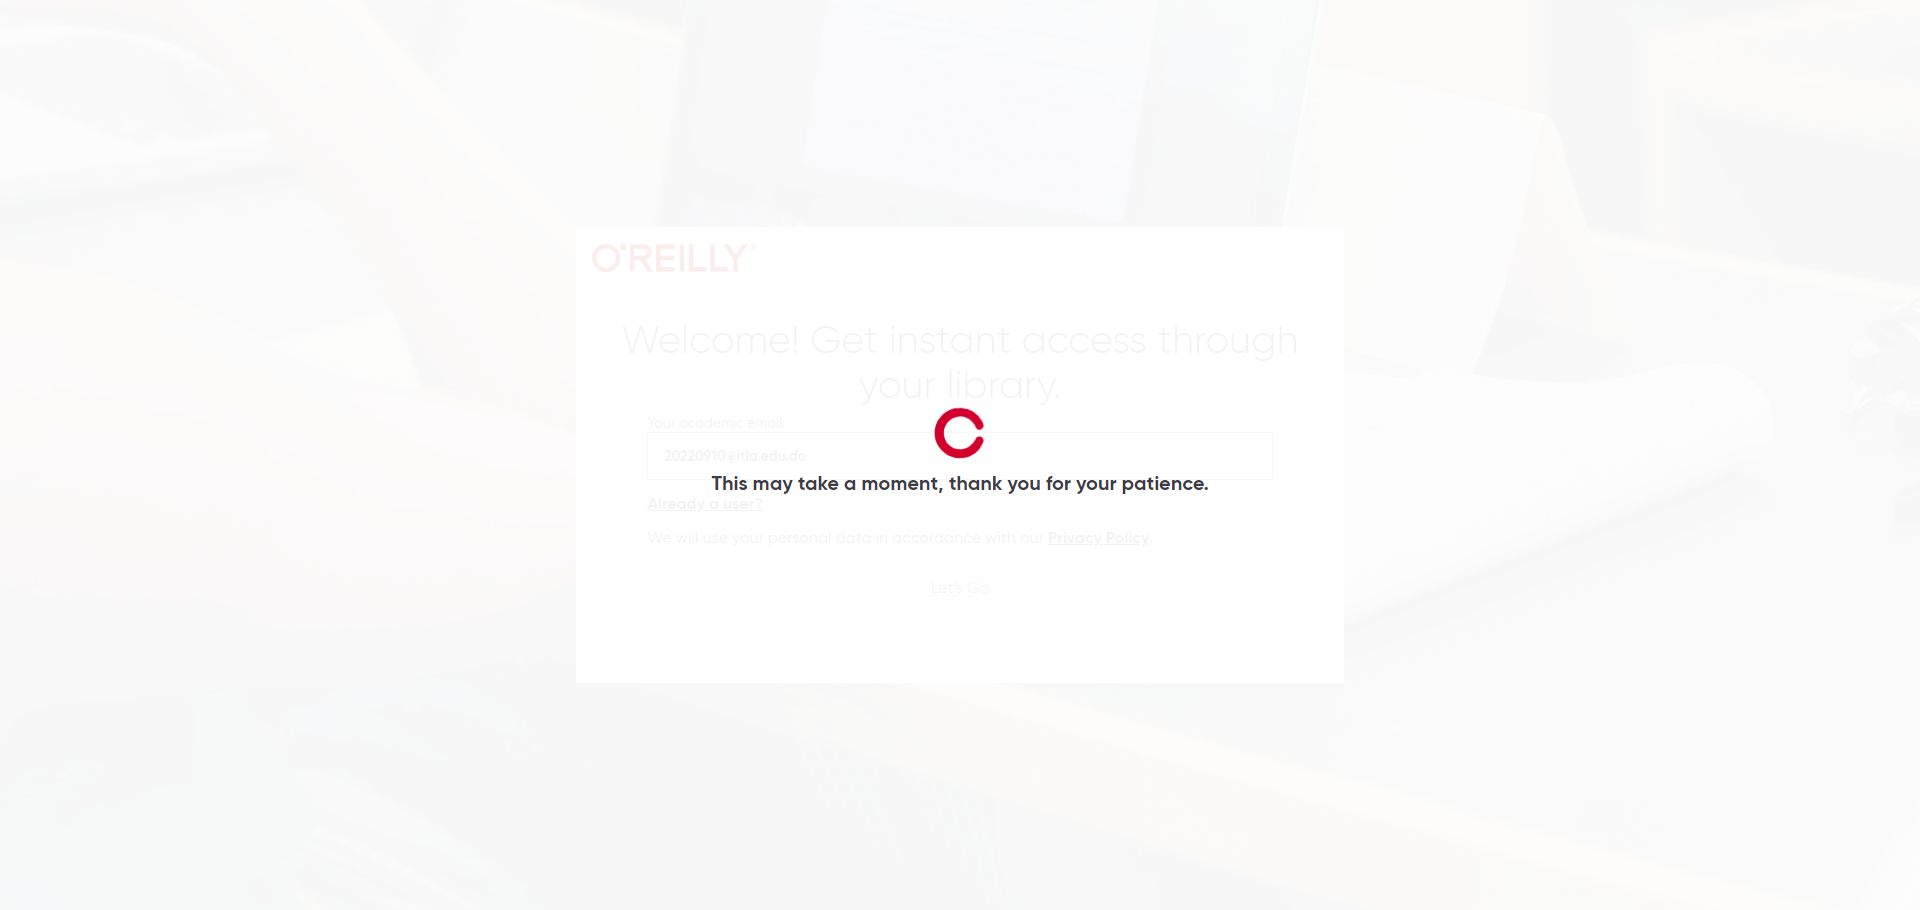 O'REILLY®
Welcome! Get instant access through
your library.
Your academic email:
20220910@itla.edu.do
This may take a moment, thank you for your patience.
Already a user?
We will use your personal data in accordance with our Privacy Policy.
Let's Go